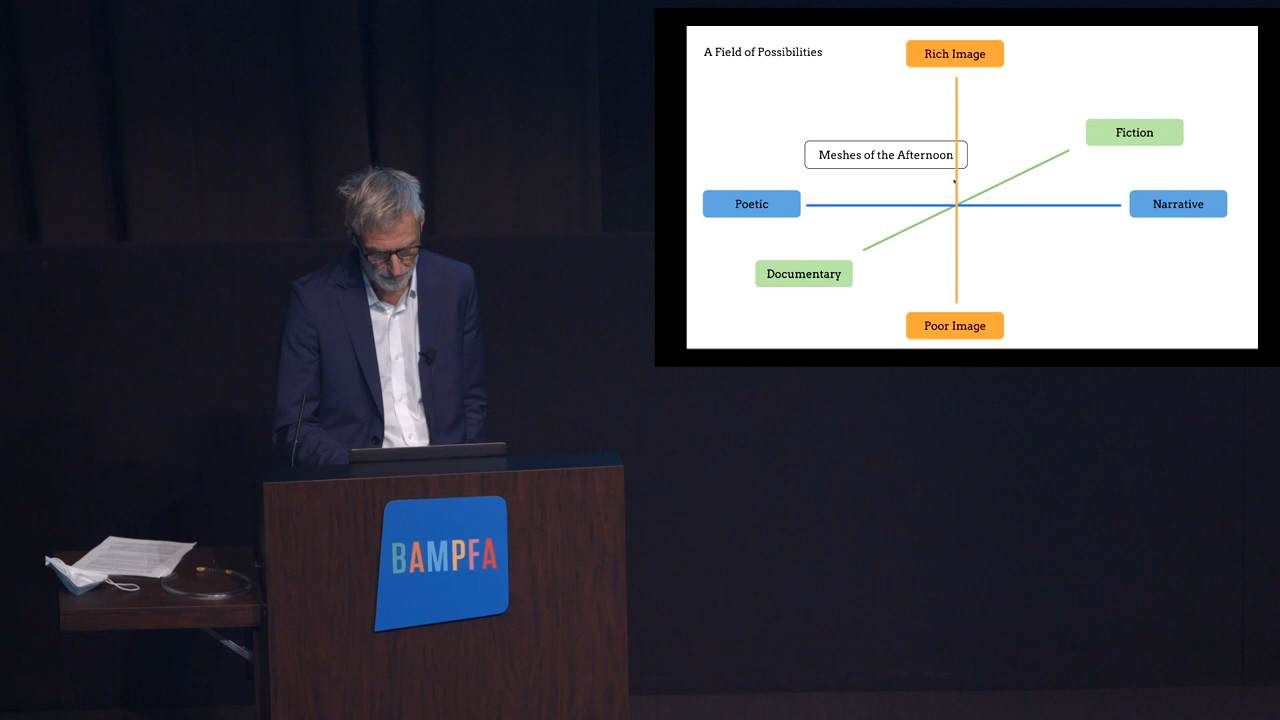 A Field of Possibilities
Rich Image
Fiction
Meshes of the Afternoon
Poetic
Narrative
Documentary
Poor Image
BAMPFA